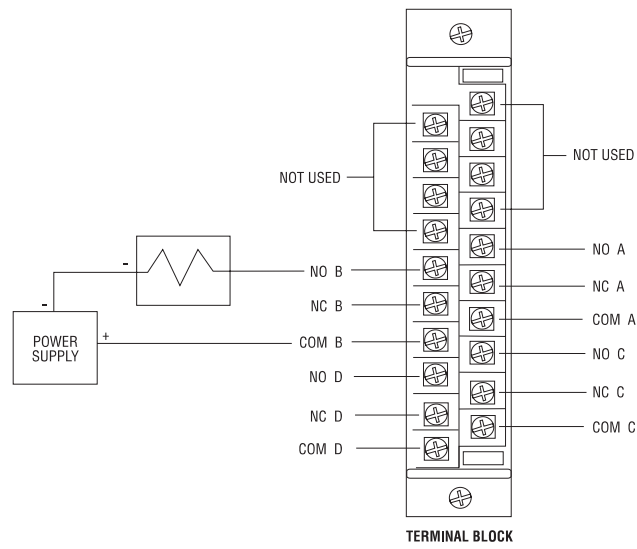 NOT USED
NOT USED
-
NO B
NO A
NC B
NC A
-
COM B
COM A
POWER
SUPPLY
+
NO D
NO C
NC D
NC C
COM D
COM C
TERMINAL BLOCK